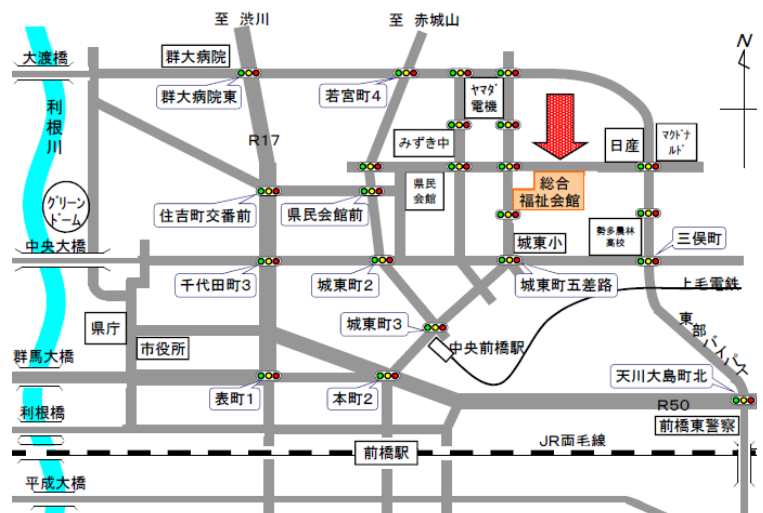 至 渋川
至 赤城山
N
大渡橋
群大病院
ヤマダ
電機
群大病院東
若宮町4
利根川
R17
みずき中
日産
マクドナ
ルド
県民
会館
総合
福祉会館
グリーン
ドーム
住吉町交番前
県民会館前
勢多農林
高校
城東小
三俣町
中央大橋
千代田町3
城東町2
城東町五差路
上毛電鉄
県庁
城東町3
市役所
中央前橋駅
東部バイパス
群馬大橋
天川大島町北
表町1
本町2
R50
利根橋
前橋東警察
JR両毛線
前橋駅
平成大橋